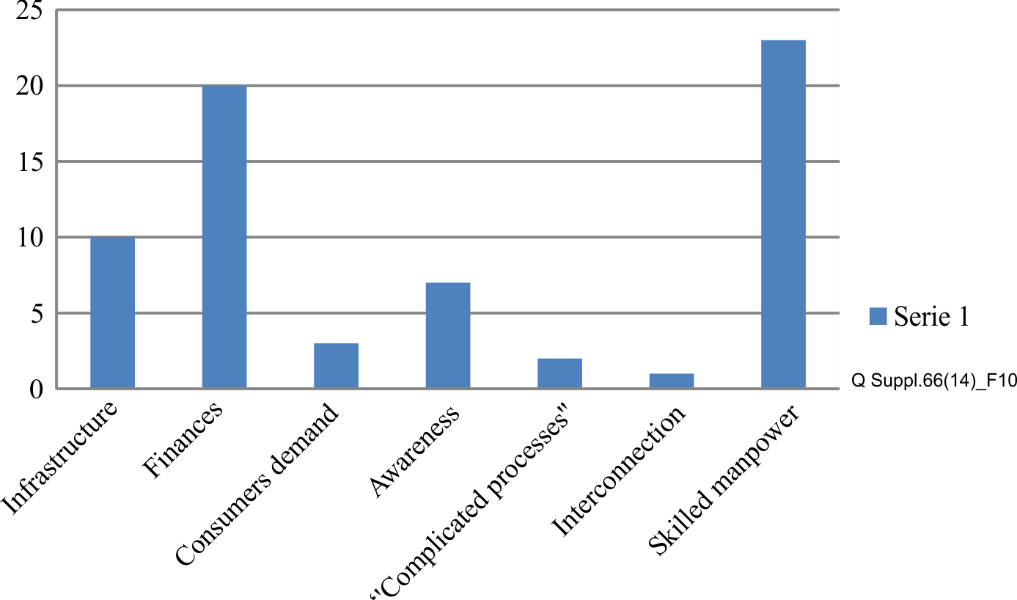 25
20
15
10
5
0
Infrastructure
Finances
Consumers demand
Awareness
“Complicated processes"
Interconnection
Skilled manpower
Serie 1
Q Suppl.66(14)_F10